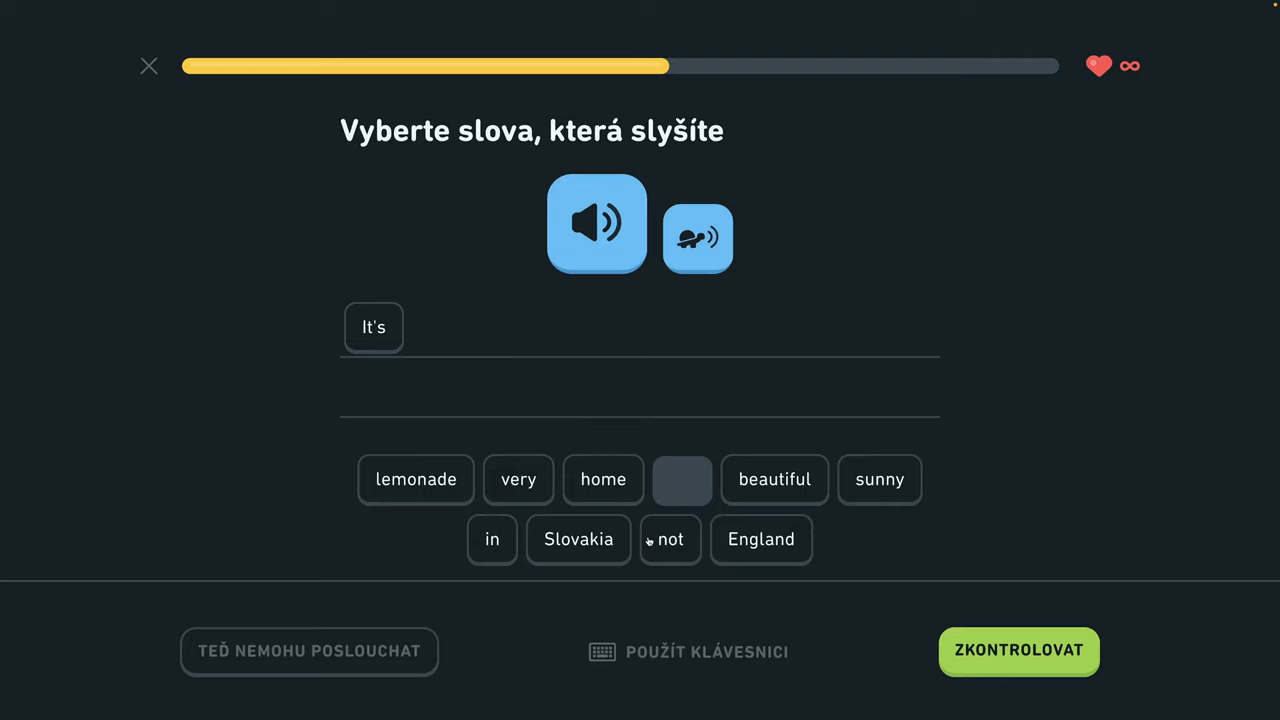 Vyberte slova, která slyšíte
It's
lemonade very home beautiful sunny
in Slovakia not England
TEĎ NEMOHU POSLOUCHAT POUŽÍT KLÁVESNICI ZKONTROLOVAT